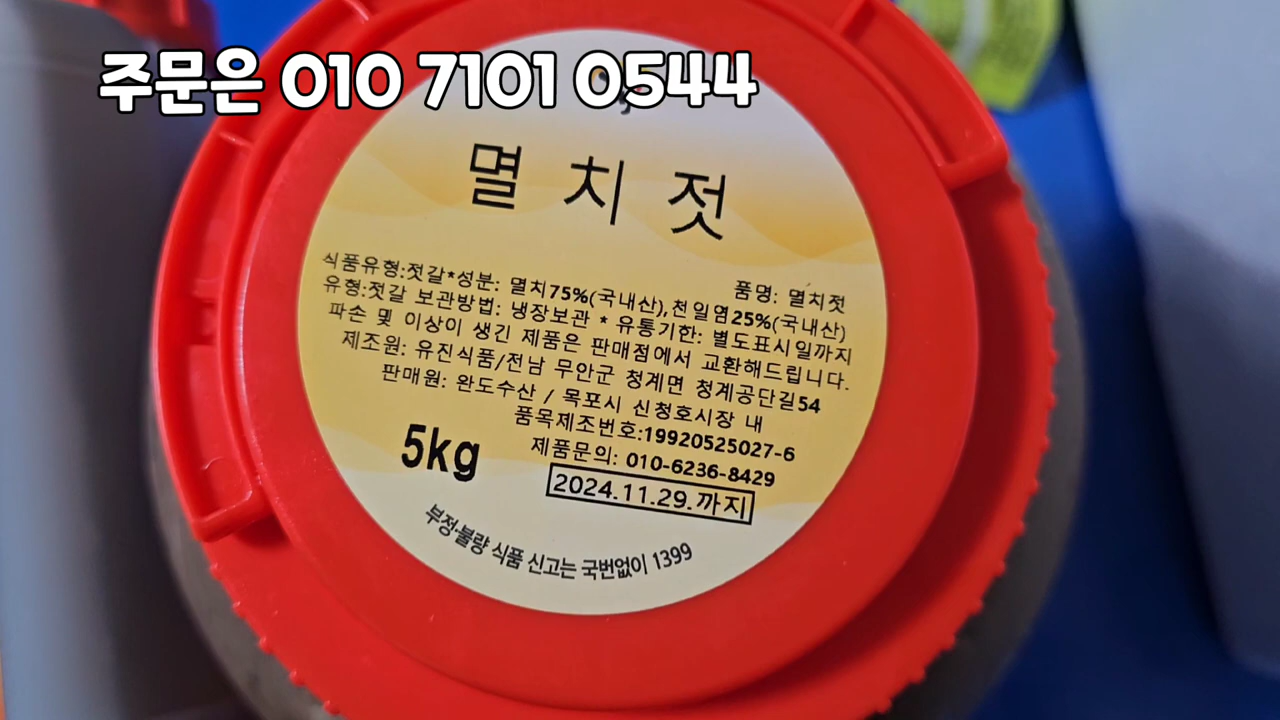 주문은 010 7101 0544
멸치젓
품명: 멸치젓
식품유형:젓갈*성분: 멸치75%(국내산),천일염25%(국내산)
유형:젓갈 보관방법: 냉장보관 * 유통기한: 별도표시일까지
파손 및 이상이 생긴 제품은 판매점에서 교환해드립니다.
제조원: 유진식품/전남 무안군 청계면 청계공단길54
판매원: 완도수산 / 목포시 신청호시장 내
품목제조번호:19920525027-6
제품문의: 010-6236-8429
5kg
2024.11.29.까지
부정·불량 식품 신고는 국번없이 1399